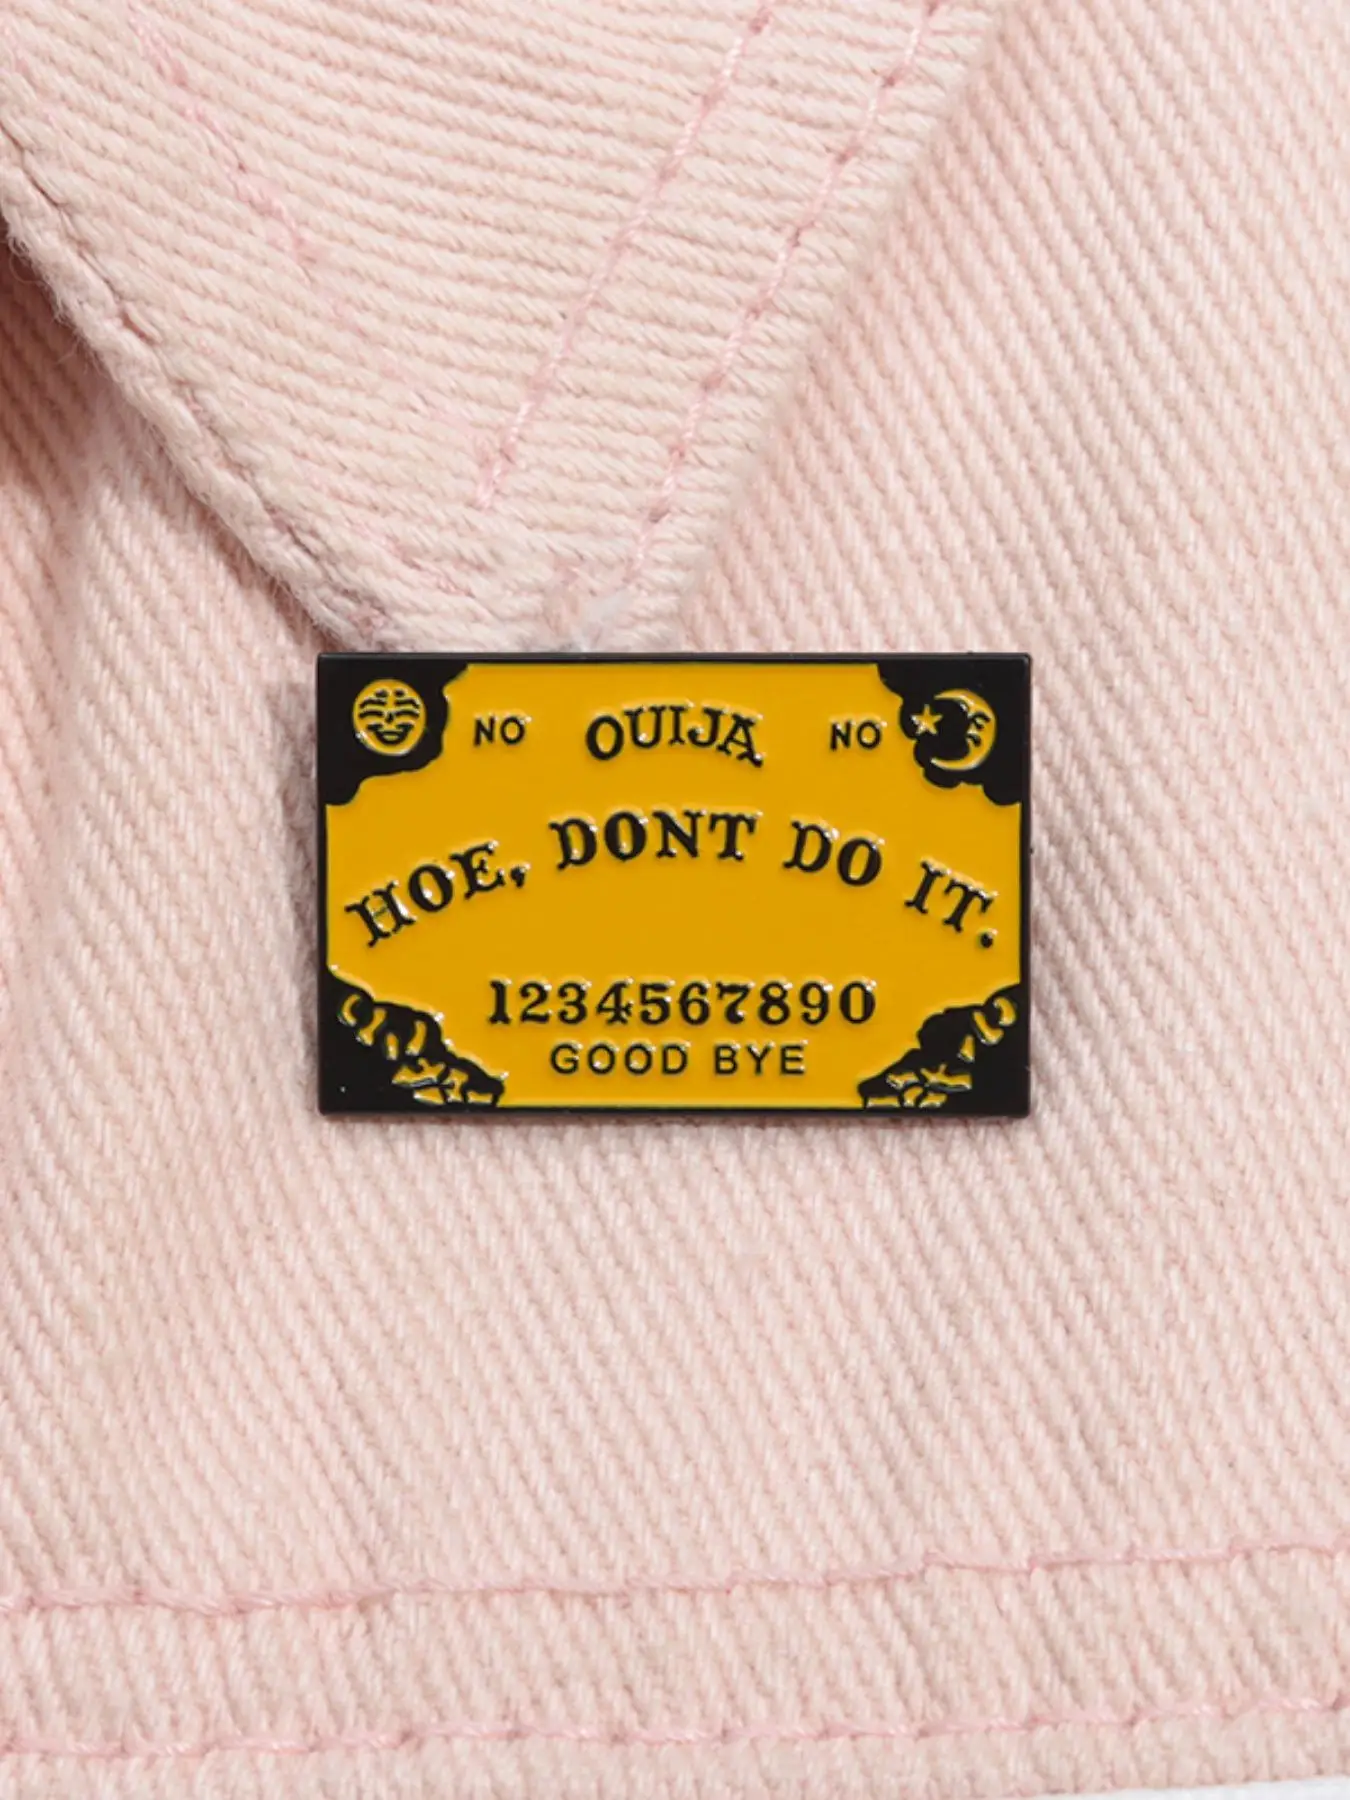 NO OUIJA NO
HOE, DONT DO IT.
1234567890
GOOD BYE